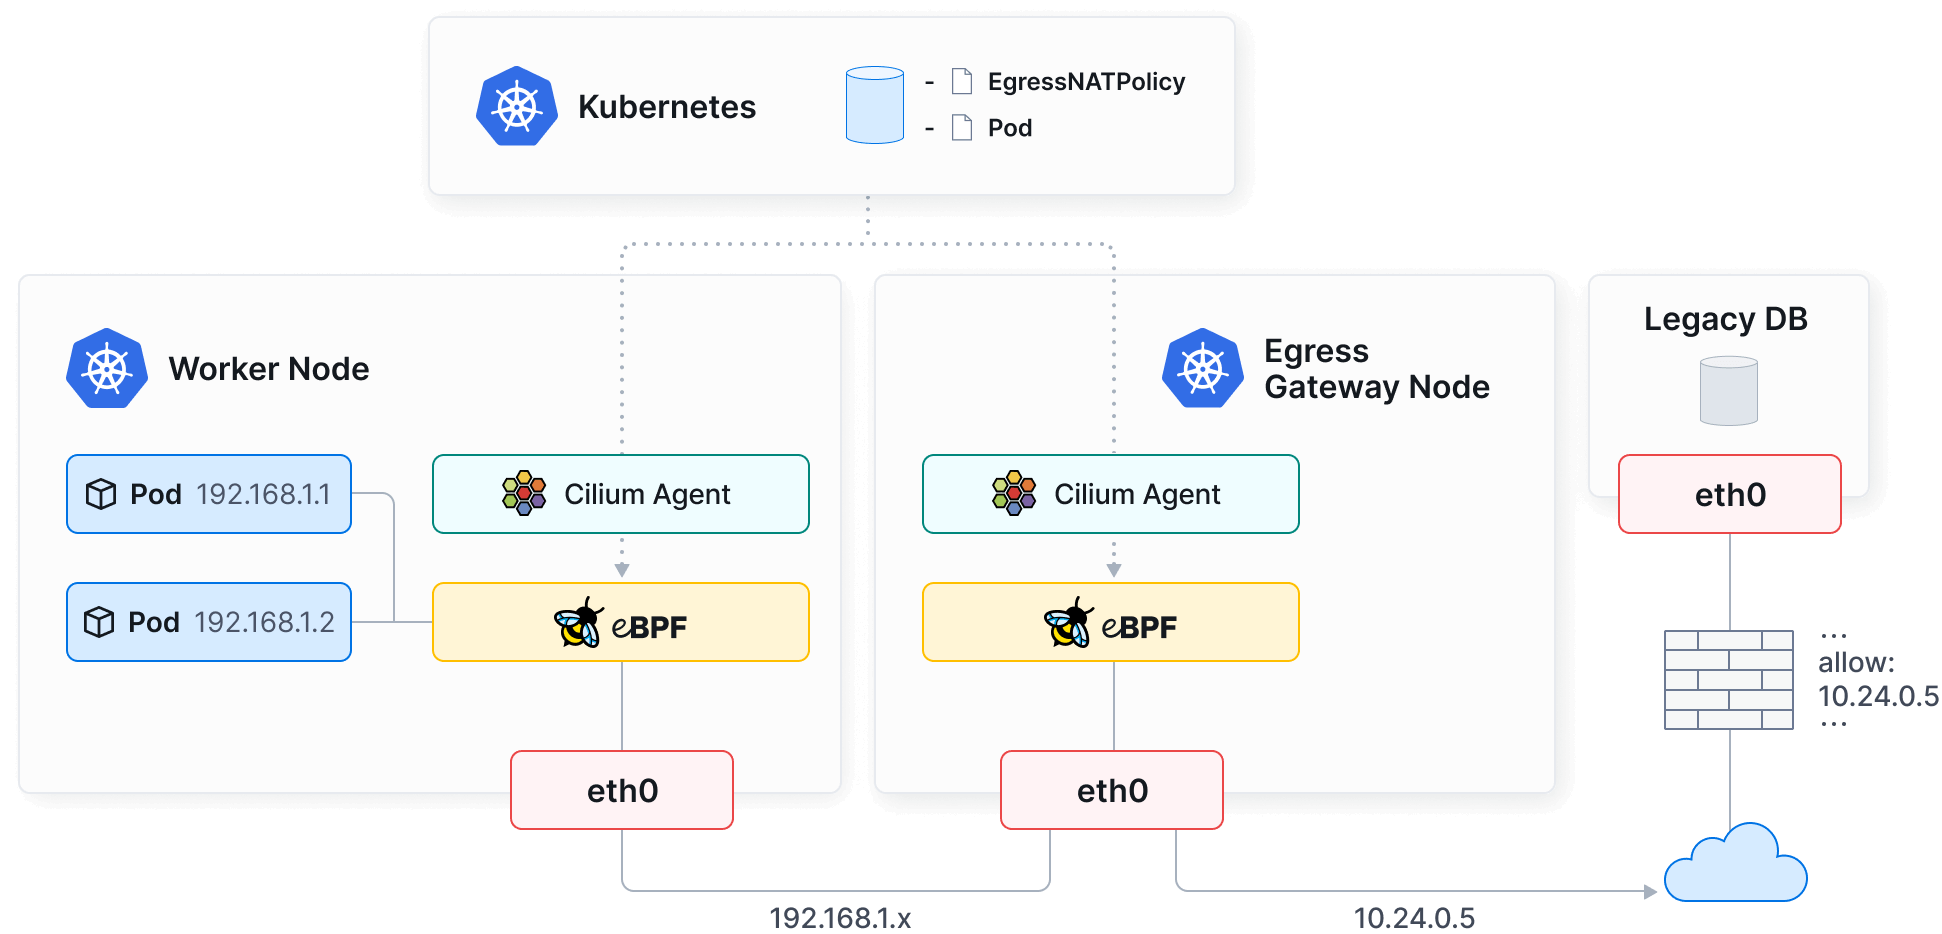 Kubernetes
- EgressNATPolicy
- Pod
Worker Node
Egress
Gateway Node
Legacy DB
Pod 192.168.1.1
Cilium Agent
Cilium Agent
eth0
Pod 192.168.1.2
eBPF
eBPF
...
allow:
10.24.0.5
...
eth0
eth0
192.168.1.x
10.24.0.5